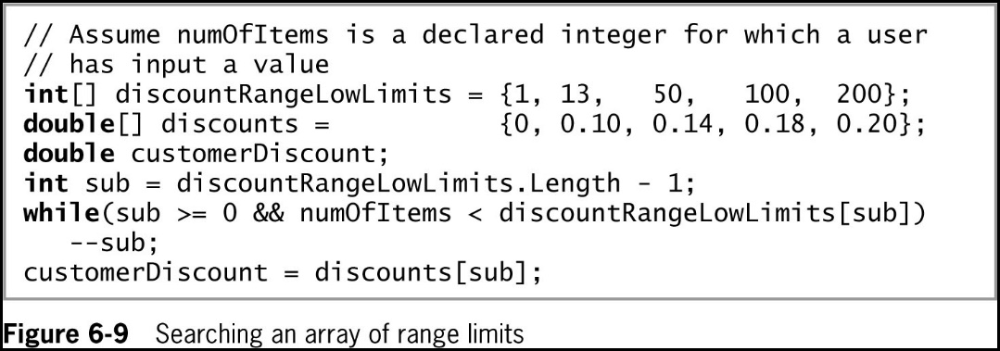 // Assume numOfItems is a declared integer for which a user
// has input a value
int[] discountRangeLowLimits = {1, 13,   50,   100,  200};
double[] discounts =           {0, 0.10, 0.14, 0.18, 0.20};
double customerDiscount;
int sub = discountRangeLowLimits.Length - 1;
while(sub >= 0 && numOfItems < discountRangeLowLimits[sub])
   --sub;
customerDiscount = discounts[sub];
Figure 6-9   Searching an array of range limits